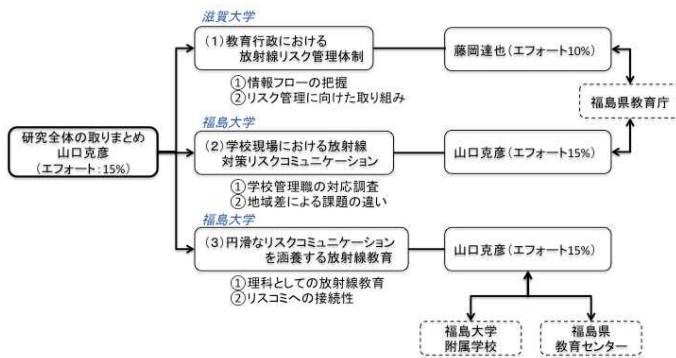 滋賀大学
(1)教育行政における
放射線リスク管理体制
藤岡達也(エフォート10%)
①情報フローの把握
②リスク管理に向けた取り組み
福島県教育庁
福島大学
研究全体の取りまとめ
山口克彦
(エフォート:15%)
(2)学校現場における放射線
対策リスクコミュニケーション
山口克彦(エフォート15%)
①学校管理職の対応調査
②地域差による課題の違い
福島大学
(3)円滑なリスクコミュニケーション
を涵養する放射線教育
山口克彦(エフォート15%)
①理科としての放射線教育
②リスコミへの接続性
福島大学
附属学校
福島県
教育センター